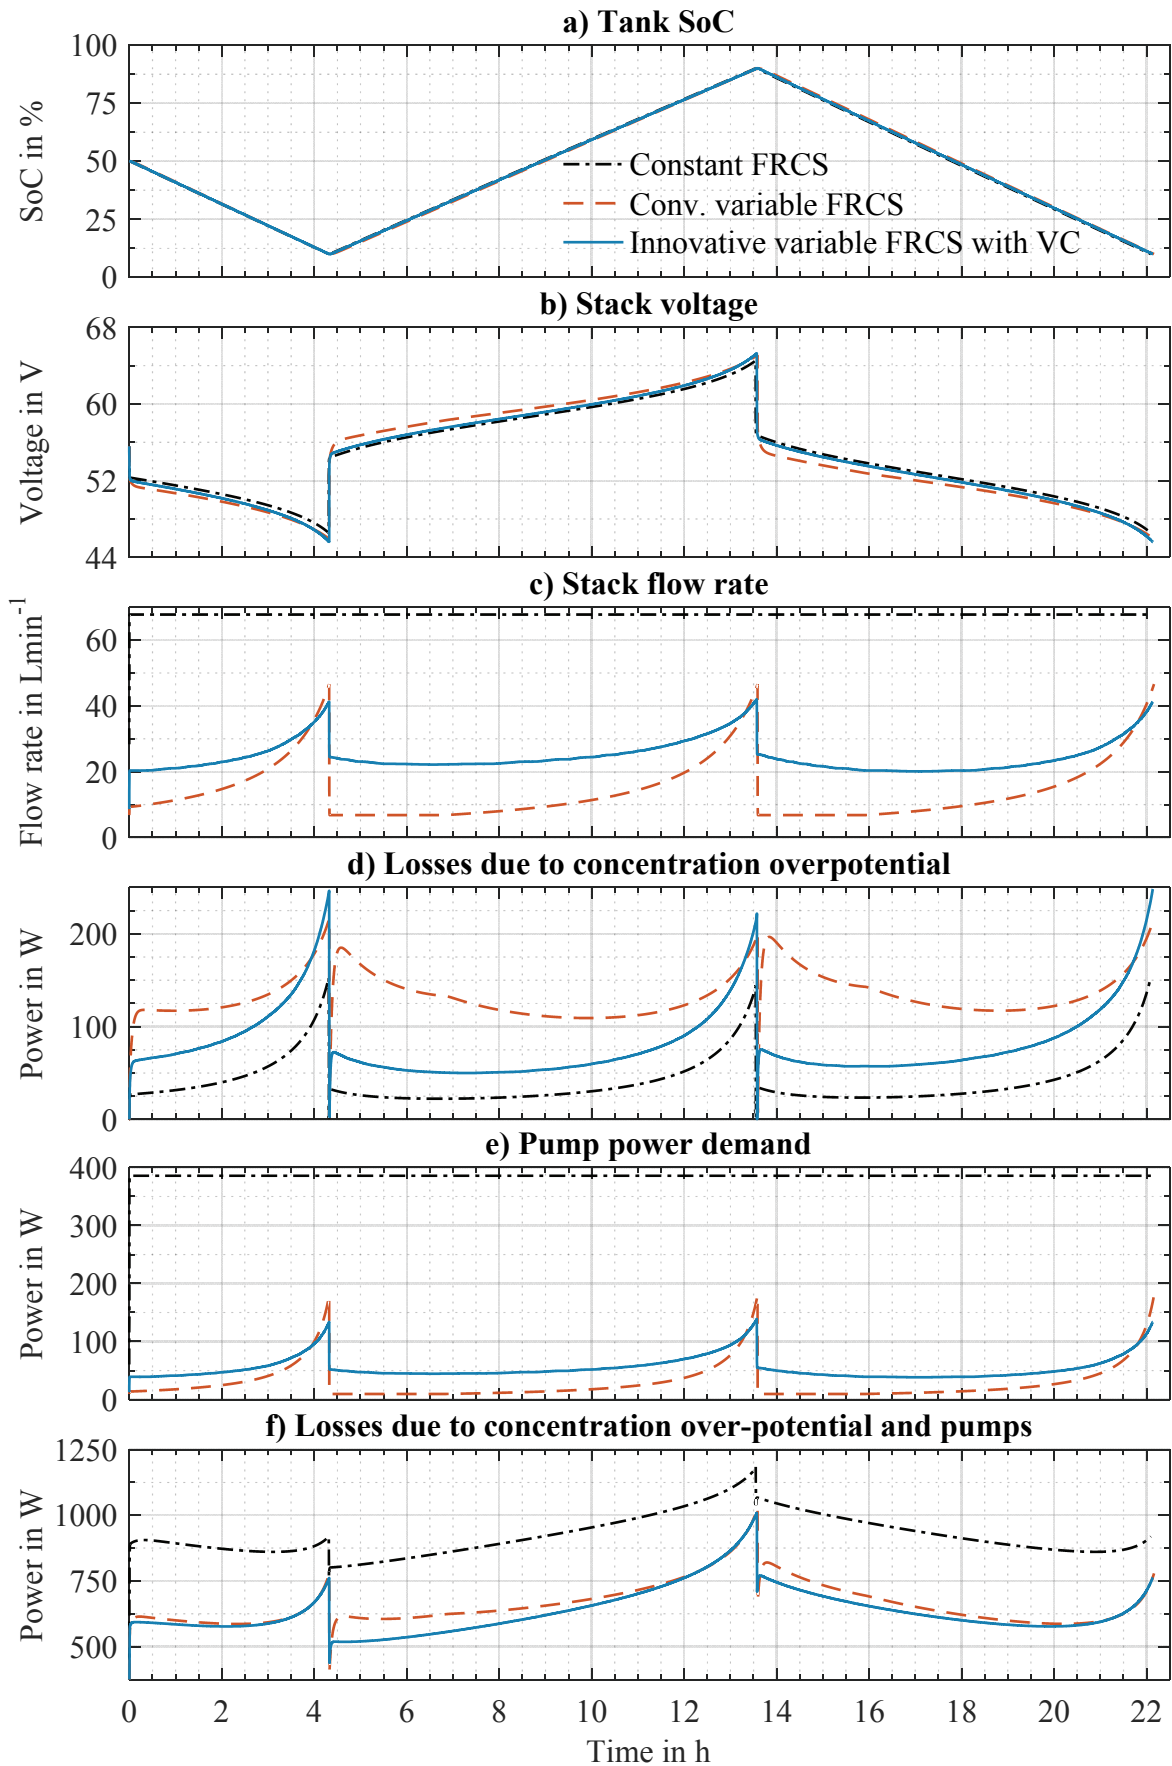 a) Tank SoC
100
75
50
25
0
SoC in %
Constant FRCS
Conv. variable FRCS
Innovative variable FRCS with VC
b) Stack voltage
68
60
52
44
Voltage in V
c) Stack flow rate
60
40
20
0
Flow rate in Lmin⁻¹
d) Losses due to concentration overpotential
200
100
0
Power in W
e) Pump power demand
400
300
200
100
0
Power in W
f) Losses due to concentration over-potential and pumps
1250
1000
750
500
Power in W
0 2 4 6 8 10 12 14 16 18 20 22
Time in h